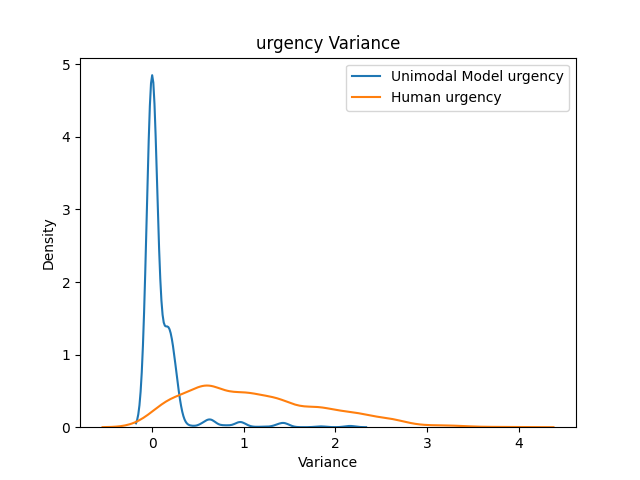 urgency Variance
Unimodal Model urgency
Human urgency
Density
5
4
3
2
1
0
0 1 2 3 4
Variance